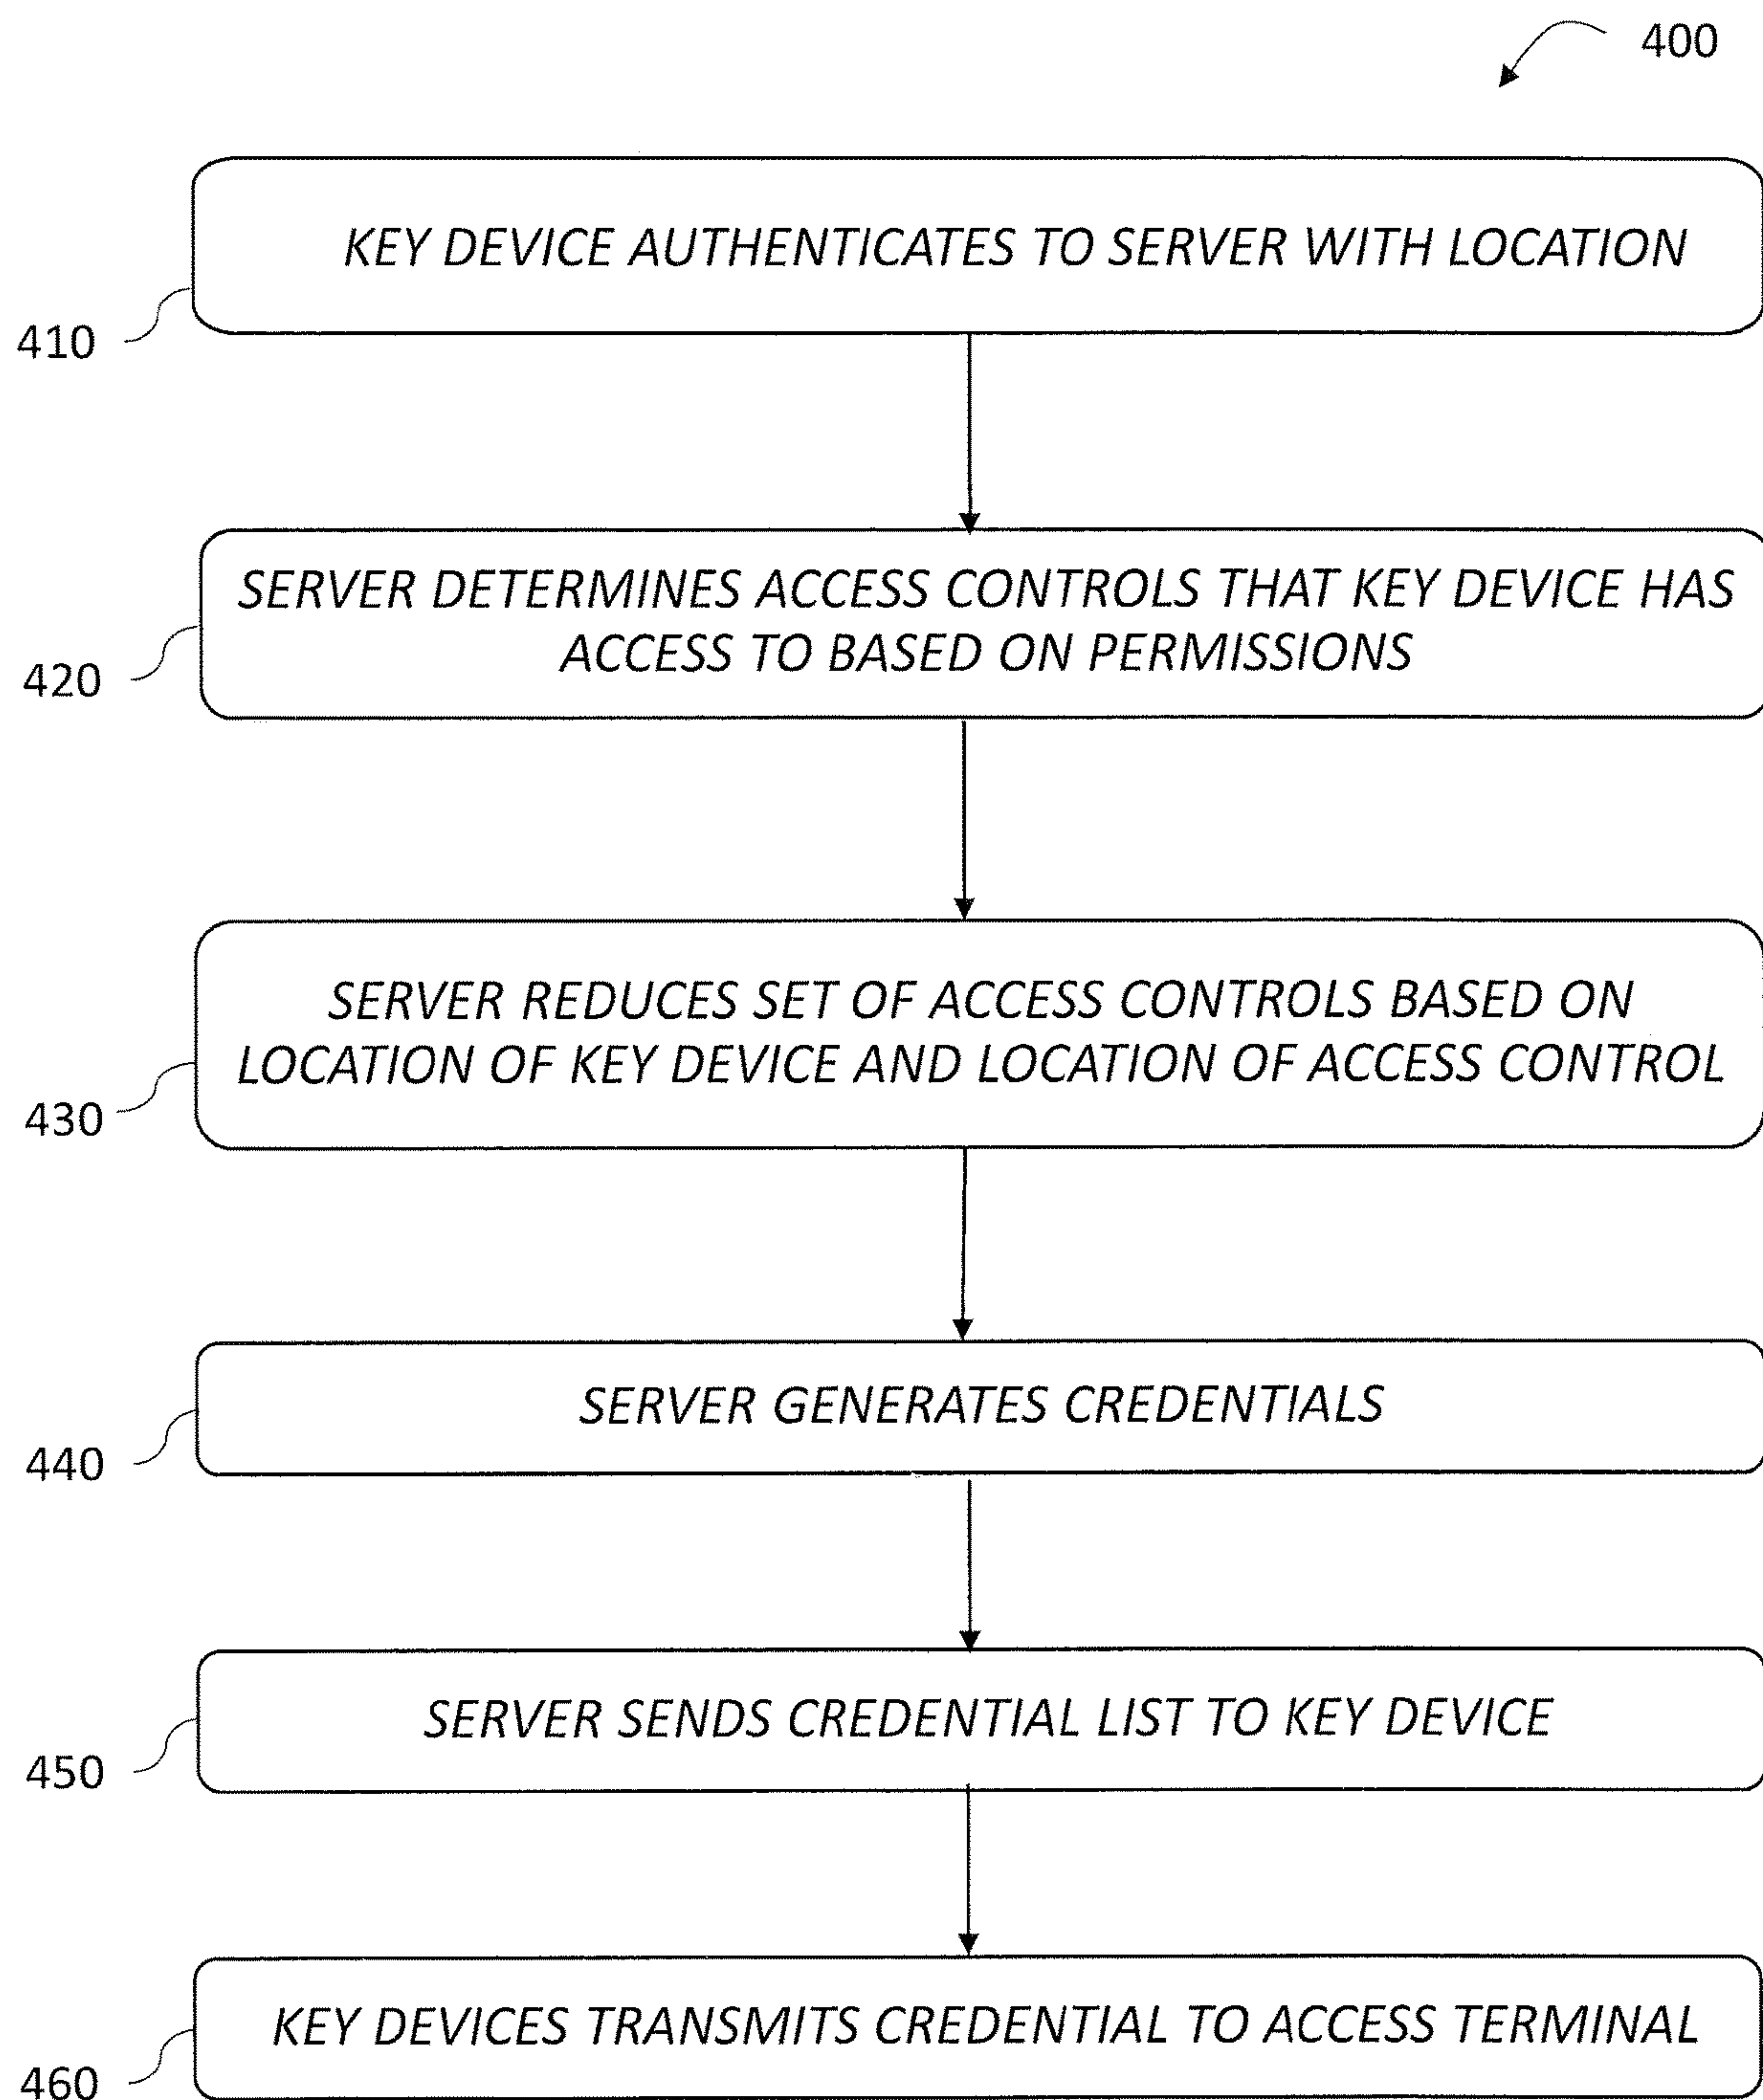 400
KEY DEVICE AUTHENTICATES TO SERVER WITH LOCATION
410
SERVER DETERMINES ACCESS CONTROLS THAT KEY DEVICE HAS
ACCESS TO BASED ON PERMISSIONS
420
SERVER REDUCES SET OF ACCESS CONTROLS BASED ON
LOCATION OF KEY DEVICE AND LOCATION OF ACCESS CONTROL
430
SERVER GENERATES CREDENTIALS
440
SERVER SENDS CREDENTIAL LIST TO KEY DEVICE
450
KEY DEVICES TRANSMITS CREDENTIAL TO ACCESS TERMINAL
460